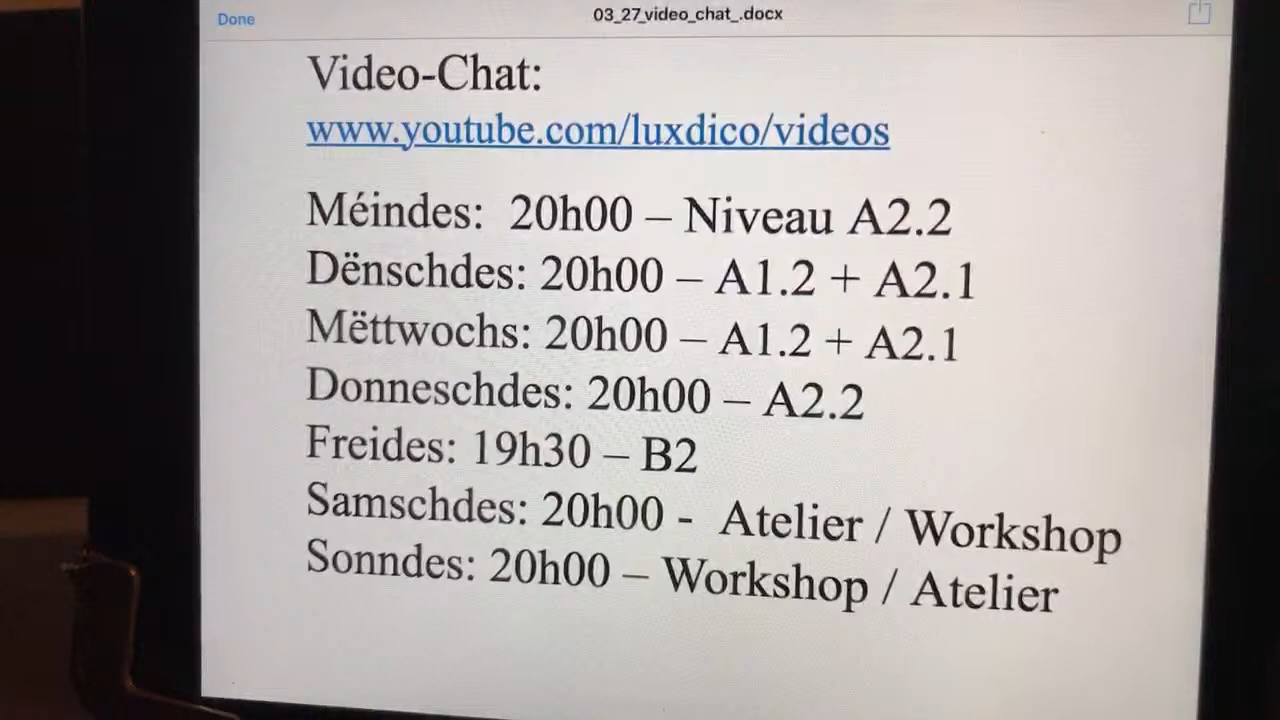 Done
03_27_video_chat_.docx
Video-Chat:
www.youtube.com/luxdico/videos
Méindes: 20h00 – Niveau A2.2
Dënschdes: 20h00 – A1.2 + A2.1
Mëttwochs: 20h00 – A1.2 + A2.1
Donneschdes: 20h00 – A2.2
Freides: 19h30 – B2
Samschdes: 20h00 - Atelier / Workshop
Sonndes: 20h00 – Workshop / Atelier